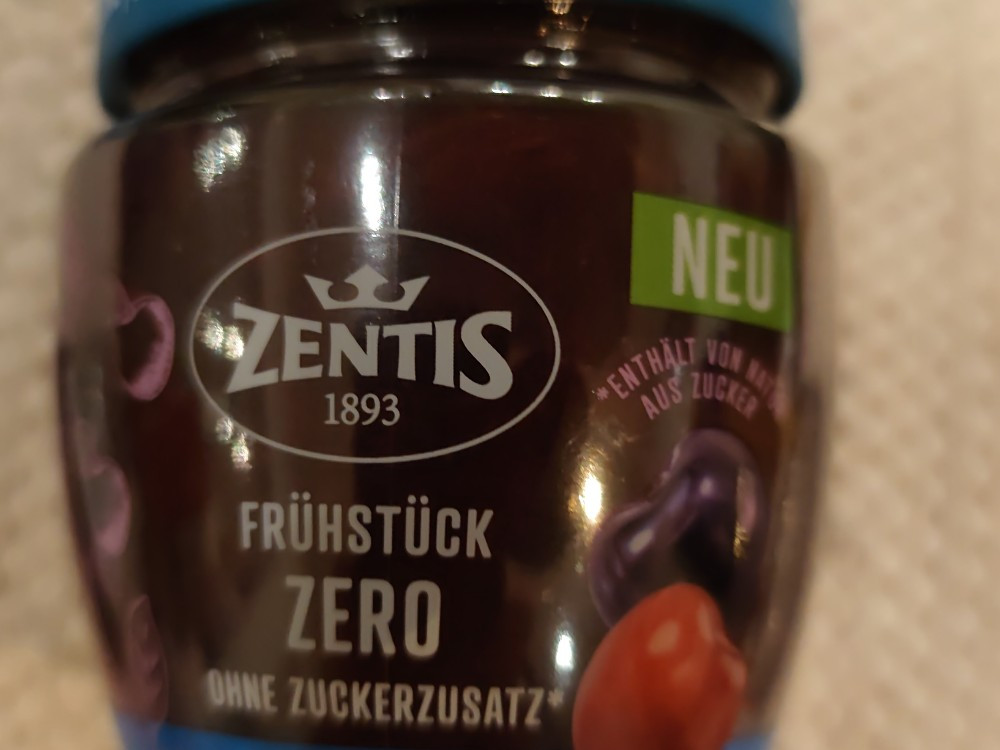 ZENTIS
1893
NEU
*ENTHÄLT VON
AUS ZUCKER
FRÜHSTÜCK
ZERO
OHNE ZUCKERZUSATZ*